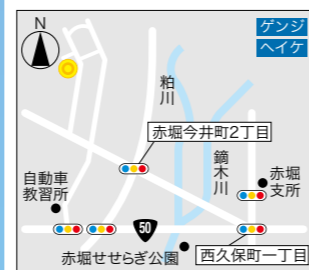 N
ゲンジ
ヘイケ
粕川
赤堀今井町2丁目
鏑木川
赤堀
支所
自動車
教習所
50
赤堀せせらぎ公園
西久保町一丁目